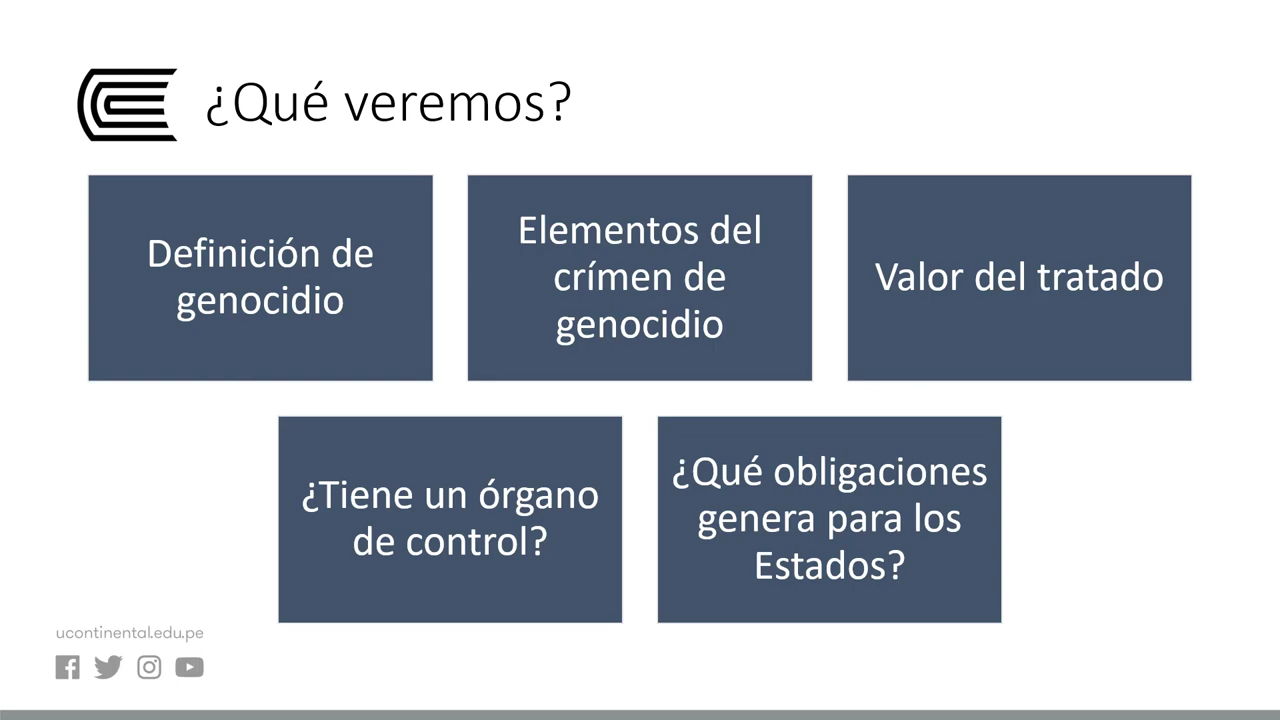 ¿Qué veremos?
Definición de
genocidio
Elementos del
crímen de
genocidio
Valor del tratado
¿Tiene un órgano
de control?
¿Qué obligaciones
genera para los
Estados?
ucontinental.edu.pe